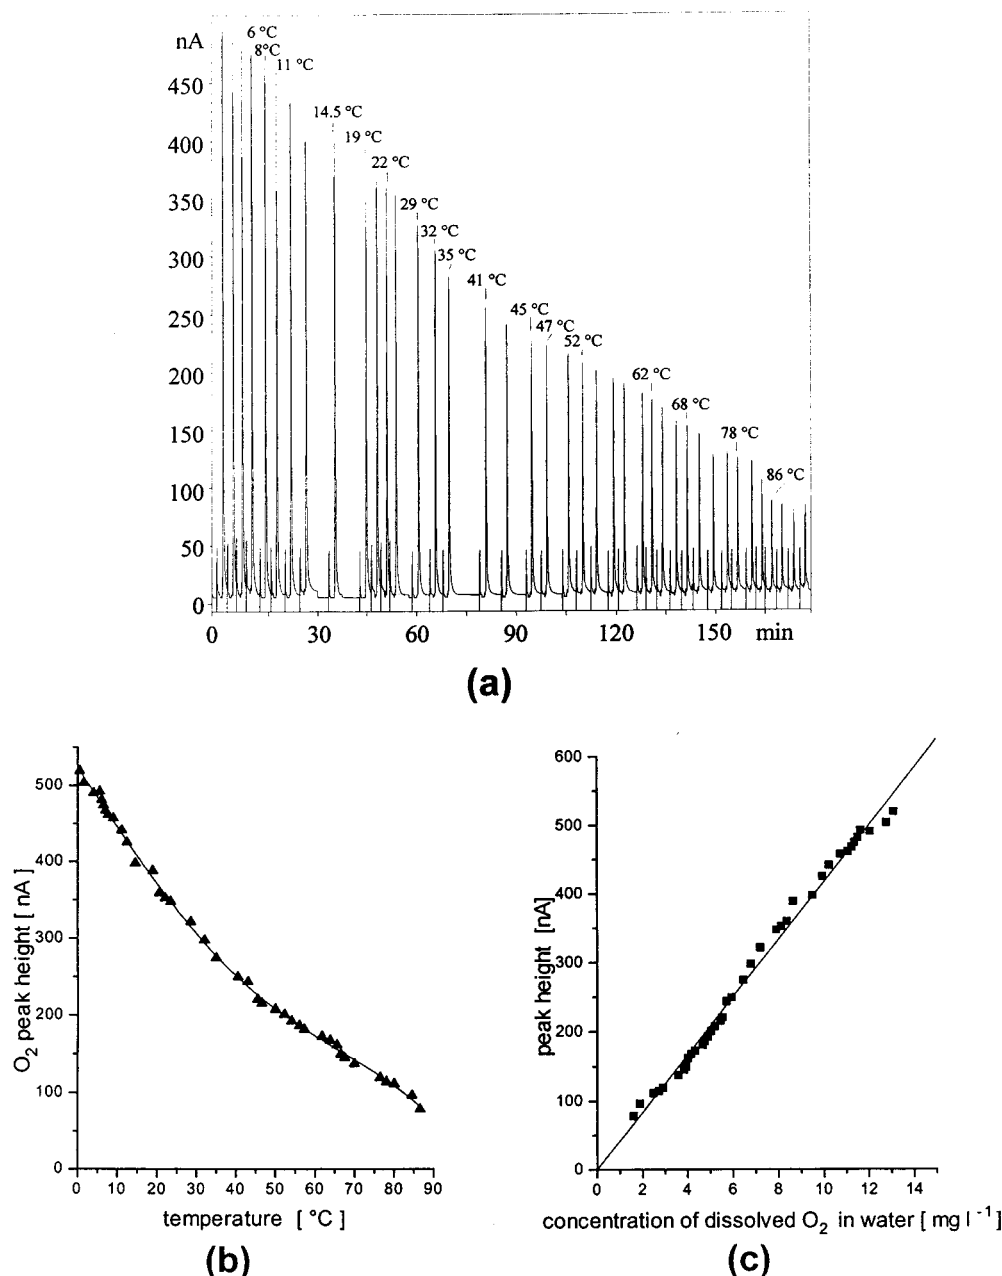 nA
6 °C
8°C
11 °C
450
14.5 °C
400
19 °C
22 °C
350
29 °C
32 °C
300
35 °C
41 °C
250
45 °C
47 °C
52 °C
200
62 °C
68 °C
150
78 °C
100
86 °C
50
0
0 30 60 90 120 150 min
(a)
500
400
300
200
100
0
O2 peak height [ nA ]
0 10 20 30 40 50 60 70 80 90
temperature [ °C ]
(b)
600
500
400
300
200
100
0
peak height [nA]
0 2 4 6 8 10 12 14
concentration of dissolved O2 in water [ mg l -1 ]
(c)